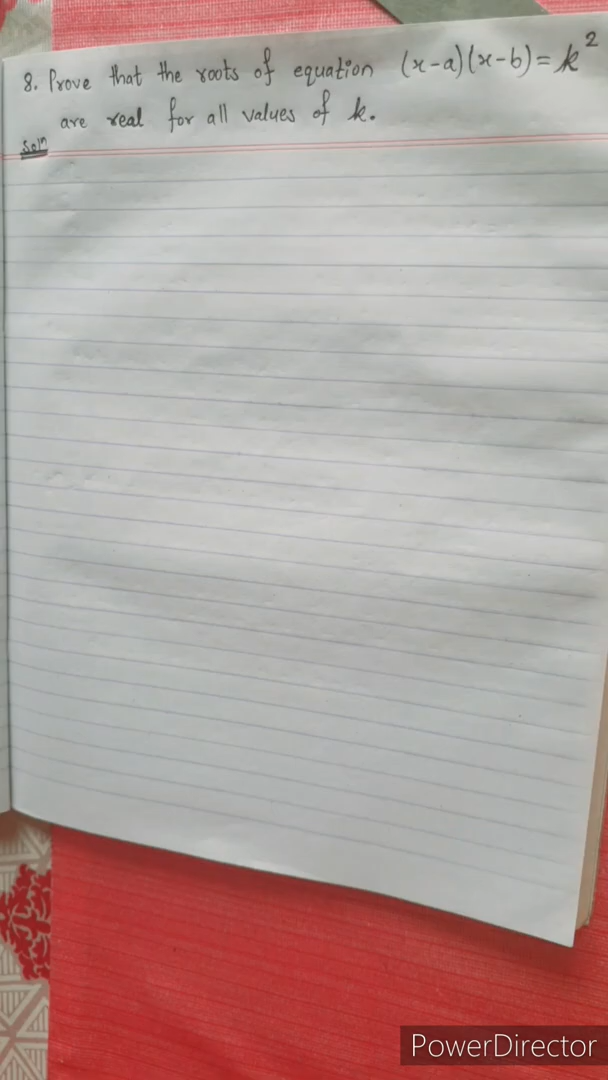 8. Prove that the roots of equation (x-a)(x-b) = k²
are real for all values of k.
Soln
PowerDirector